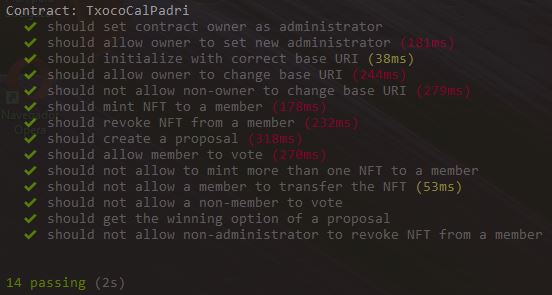 Contract: TxocoCalPadri
✓ should set contract owner as administrator
✓ should allow owner to set new administrator (181ms)
✓ should initialize with correct base URI (38ms)
✓ should allow owner to change base URI (244ms)
✓ should not allow non-owner to change base URI (279ms)
✓ should mint NFT to a member (178ms)
✓ should revoke NFT from a member (232ms)
✓ should create a proposal (318ms)
✓ should allow member to vote (270ms)
✓ should not allow to mint more than one NFT to a member
✓ should not allow a member to transfer the NFT (53ms)
✓ should not allow a non-member to vote
✓ should get the winning option of a proposal
✓ should not allow non-administrator to revoke NFT from a member
14 passing (2s)